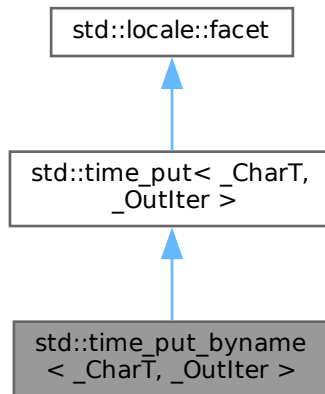 std::locale::facet
std::time_put< _CharT,
_OutIter >
std::time_put_byname
< _CharT, _OutIter >